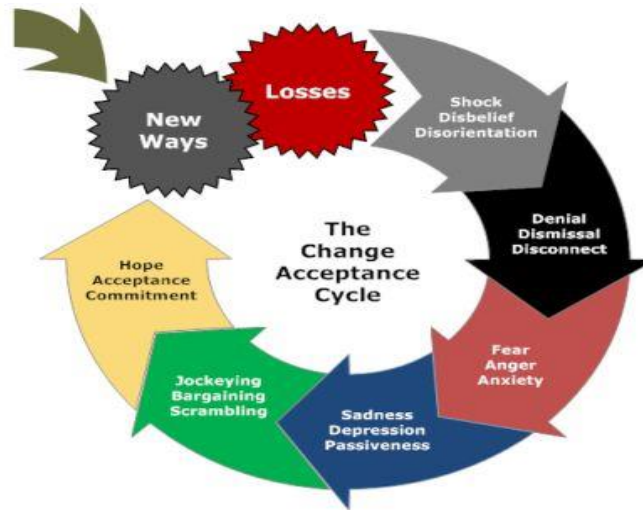 New
Ways
Losses
Shock
Disbelief
Disorientation
Denial
Dismissal
Disconnect
Fear
Anger
Anxiety
Sadness
Depression
Passiveness
Jockeying
Bargaining
Scrambling
Hope
Acceptance
Commitment
The
Change
Acceptance
Cycle